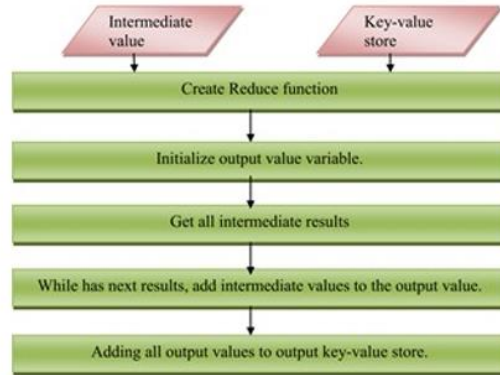 Intermediate
value
Key-value
store
Create Reduce function
Initialize output value variable.
Get all intermediate results
While has next results, add intermediate values to the output value.
Adding all output values to output key-value store.